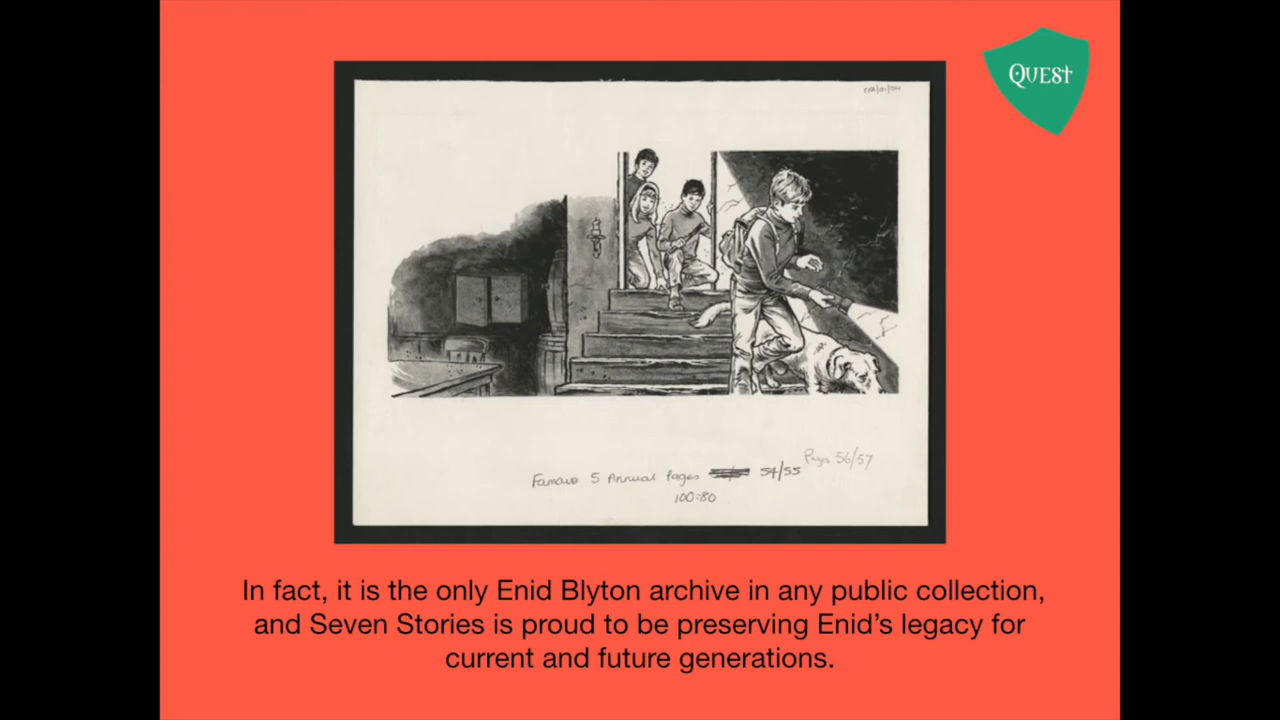 QUEST
Famous 5 Annual Pages 54/55
Pages 56/57
100:80
In fact, it is the only Enid Blyton archive in any public collection,
and Seven Stories is proud to be preserving Enid's legacy for
current and future generations.